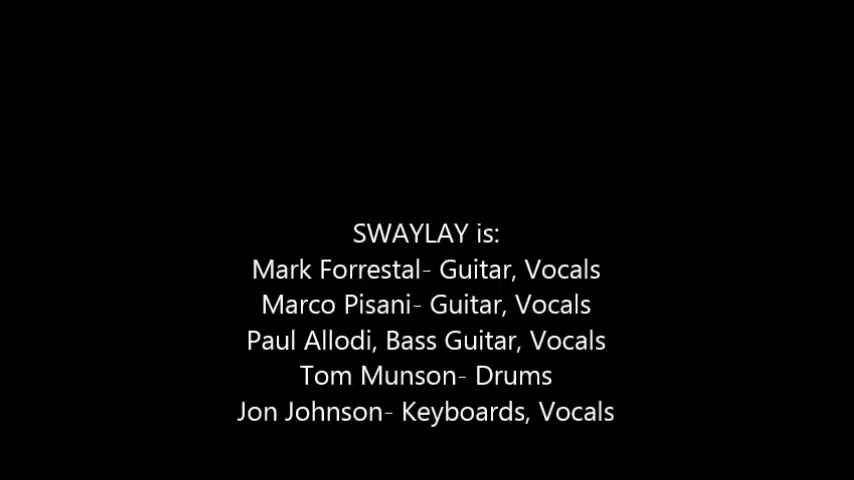 SWAYLAY is:
Mark Forrestal- Guitar, Vocals
Marco Pisani- Guitar, Vocals
Paul Allodi, Bass Guitar, Vocals
Tom Munson- Drums
Jon Johnson- Keyboards, Vocals